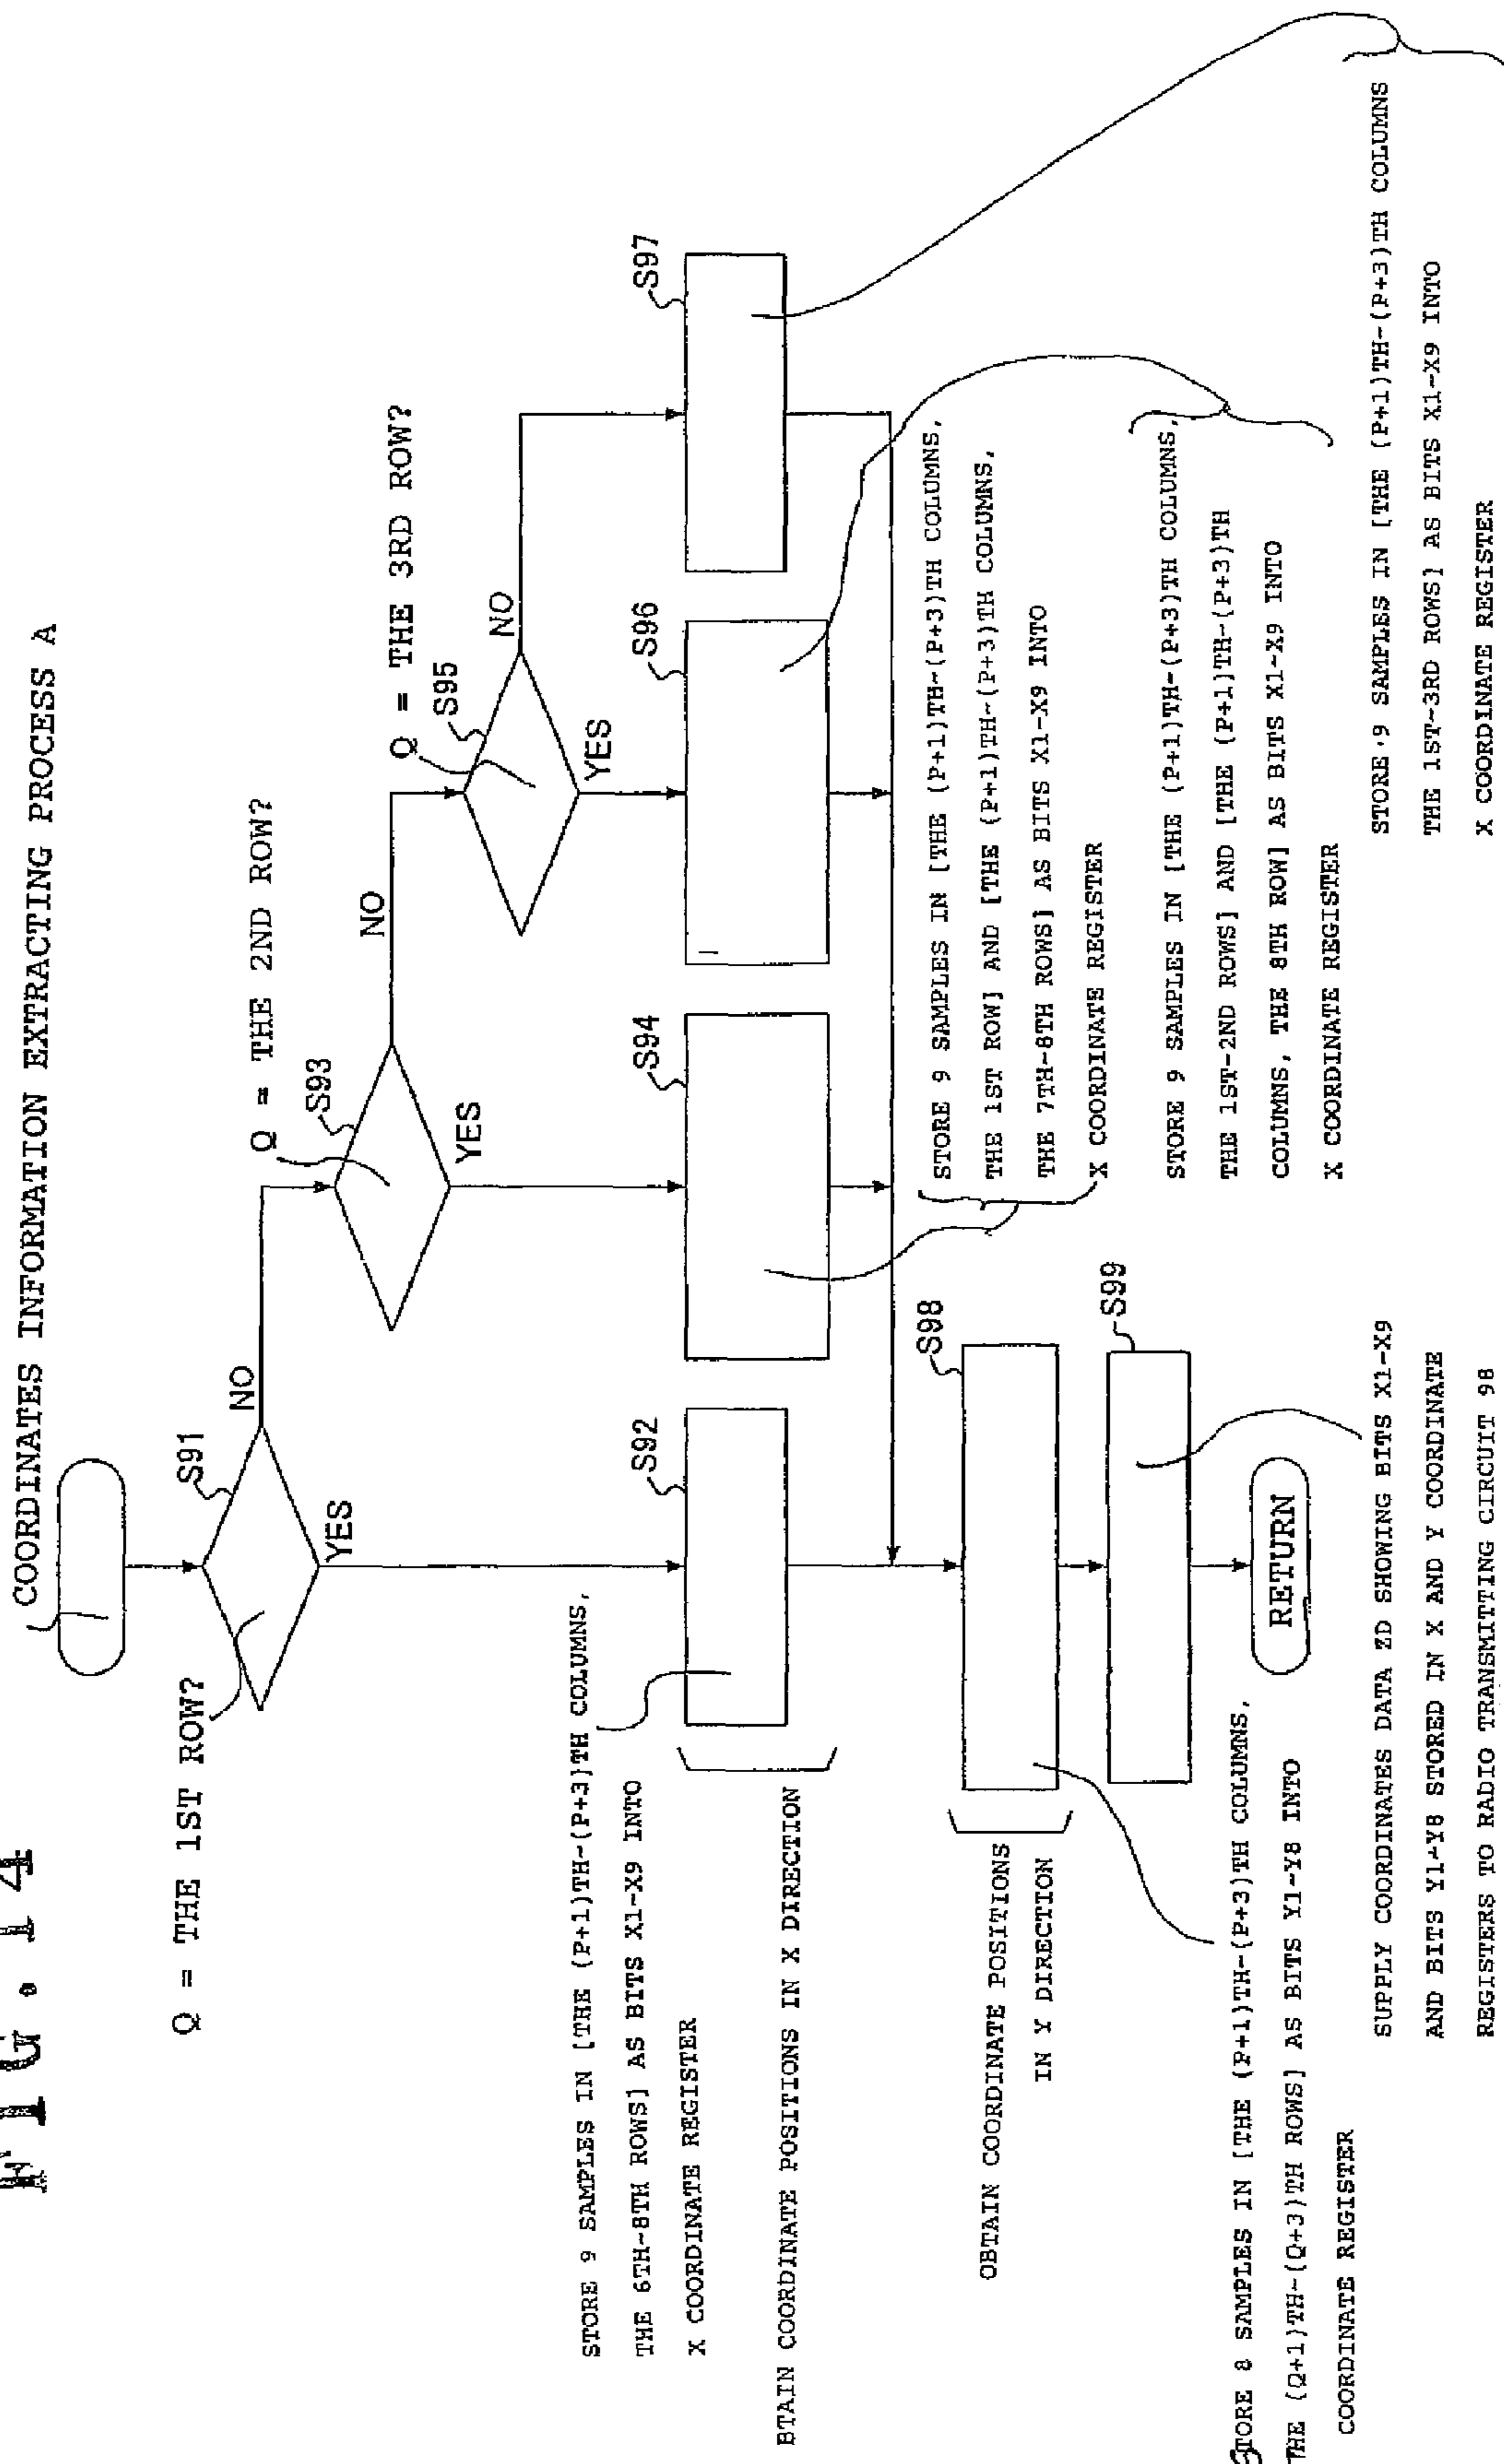 FIG. 14
COORDINATES INFORMATION EXTRACTING PROCESS A
Q = THE 1ST ROW?
S91
NO
YES
Q = THE 2ND ROW?
S93
NO
YES
Q = THE 3RD ROW?
S95
NO
YES
STORE 9 SAMPLES IN [THE (P+1)TH~(P+3)TH COLUMNS,
THE 6TH~8TH ROWS] AS BITS X1-X9 INTO
X COORDINATE REGISTER
S92
S94
S96
S97
BTAIN COORDINATE POSITIONS IN X DIRECTION
STORE 9 SAMPLES IN [THE (P+1)TH~(P+3)TH COLUMNS,
THE 1ST ROW] AND [THE (P+1)TH~(P+3)TH COLUMNS,
THE 7TH~8TH ROWS] AS BITS X1-X9 INTO
X COORDINATE REGISTER
STORE 9 SAMPLES IN [THE (P+1)TH~(P+3)TH COLUMNS,
THE 1ST-2ND ROWS] AND [THE (P+1)TH~(P+3)TH
COLUMNS, THE 8TH ROW] AS BITS X1~X9 INTO
X COORDINATE REGISTER
STORE 9 SAMPLES IN [THE (P+1)TH~(P+3)TH COLUMNS
THE 1ST~3RD ROWS] AS BITS X1~X9 INTO
X COORDINATE REGISTER
OBTAIN COORDINATE POSITIONS
IN Y DIRECTION
S98
S99
RETURN
STORE 8 SAMPLES IN [THE (P+1)TH~(P+3)TH COLUMNS,
THE (Q+1)TH~(Q+3)TH ROWS] AS BITS Y1-Y8 INTO
COORDINATE REGISTER
SUPPLY COORDINATES DATA ZD SHOWING BITS X1-X9
AND BITS Y1~Y8 STORED IN X AND Y COORDINATE
REGISTERS TO RADIO TRANSMITTING CIRCUIT 98